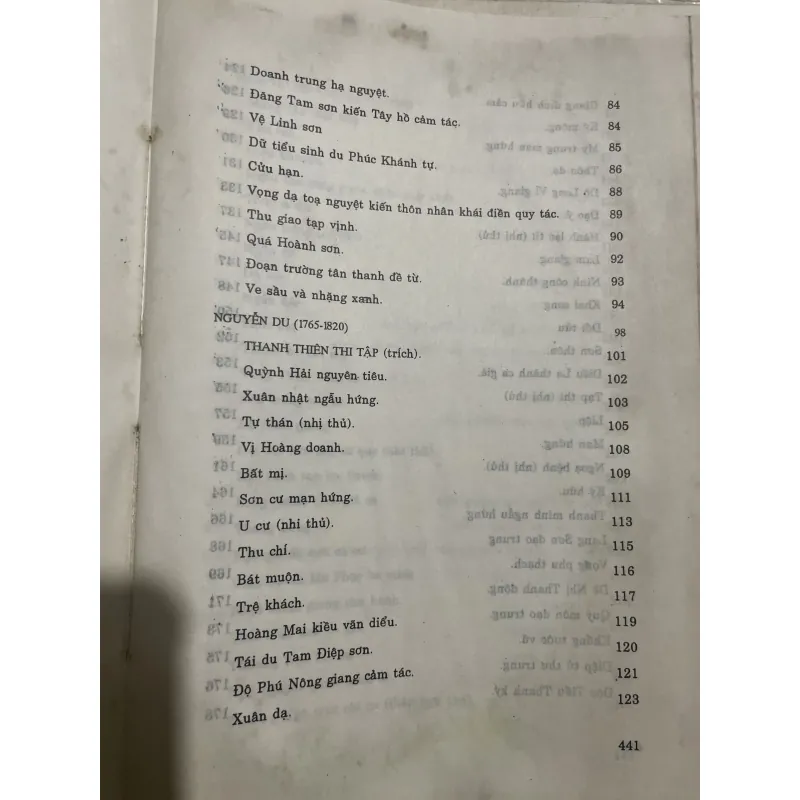 Doanh trung hạ nguyệt. 84
Đăng Tam sơn kiến Tây hồ cảm tác. 84
Vệ Linh sơn 85
Dữ tiểu sinh du Phúc Khánh tự. 86
Cửu hạn. 88
Vọng dạ toạ nguyệt kiến thôn nhân khái điền quy tác. 89
Thu giao tạp vịnh. 90
Quá Hoành sơn. 92
Đoạn trường tân thanh đề từ. 93
Ve sầu và nhặng xanh. 94
NGUYỄN DU (1765-1820) 98
THANH THIÊN THI TẬP (trích). 101
Quỳnh Hải nguyên tiêu. 102
Xuân nhật ngẫu hứng. 103
Tự thán (nhị thủ). 105
Vị Hoàng doanh. 108
Bất mị. 109
Sơn cư mạn hứng. 111
U cư (nhi thủ). 113
Thu chí. 115
Bát muộn. 116
Trệ khách. 117
Hoàng Mai kiều vãn diểu. 119
Tái du Tam Điệp sơn. 120
Độ Phú Nông giang cảm tác. 121
Xuân dạ. 123
441